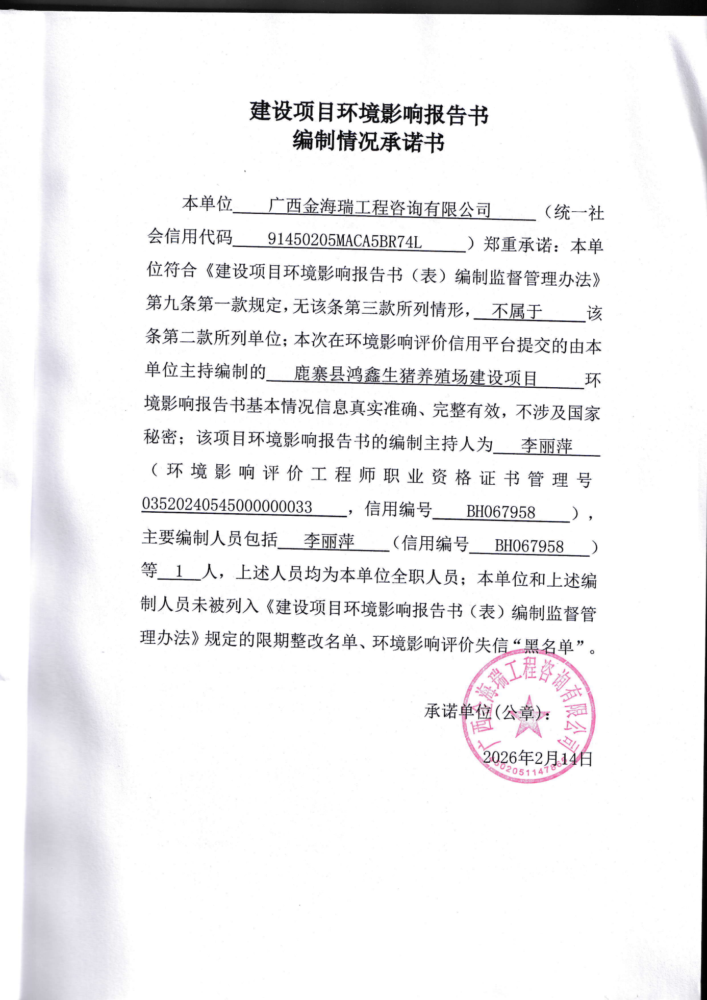 建设项目环境影响报告书
编制情况承诺书
本单位 广西金海瑞工程咨询有限公司 （统一社
会信用代码 91450205MACA5BR74L ）郑重承诺：本单
位符合《建设项目环境影响报告书（表）编制监督管理办法》
第九条第一款规定，无该条第三款所列情形， 不属于 该
条第二款所列单位；本次在环境影响评价信用平台提交的由本
单位主持编制的 鹿寨县鸿鑫生猪养殖场建设项目 环
境影响报告书基本情况信息真实准确、完整有效，不涉及国家
秘密；该项目环境影响报告书的编制主持人为 李丽萍
（环境影响评价工程师职业资格证书管理号
03520240545000000033 ，信用编号 BH067958 ），
主要编制人员包括 李丽萍 （信用编号 BH067958 ）
等 1 人，上述人员均为本单位全职人员；本单位和上述编
制人员未被列入《建设项目环境影响报告书（表）编制监督管
理办法》规定的限期整改名单、环境影响评价失信“黑名单”。
广西金海瑞工程咨询有限公司
承诺单位(公章)：
2026年2月14日
4502051147865